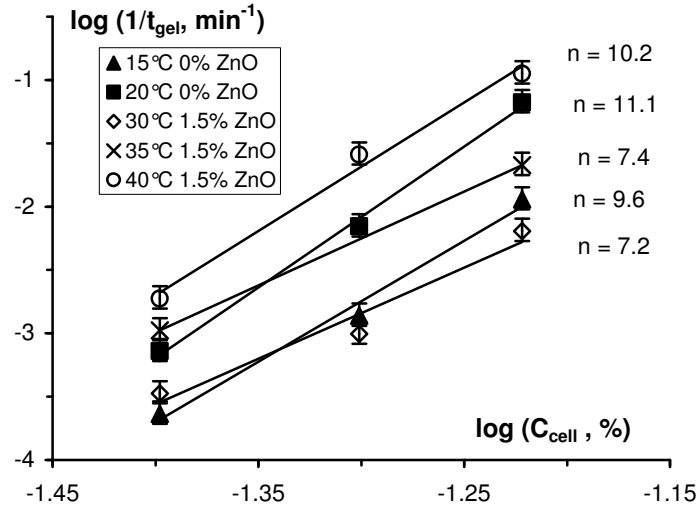 log (1/tgel, min⁻¹)
15°C 0% ZnO
20°C 0% ZnO
30°C 1.5% ZnO
35°C 1.5% ZnO
40°C 1.5% ZnO
n = 10.2
n = 11.1
n = 7.4
n = 9.6
n = 7.2
-1
-2
-3
-4
log (Ccell , %)
-1.45
-1.35
-1.25
-1.15